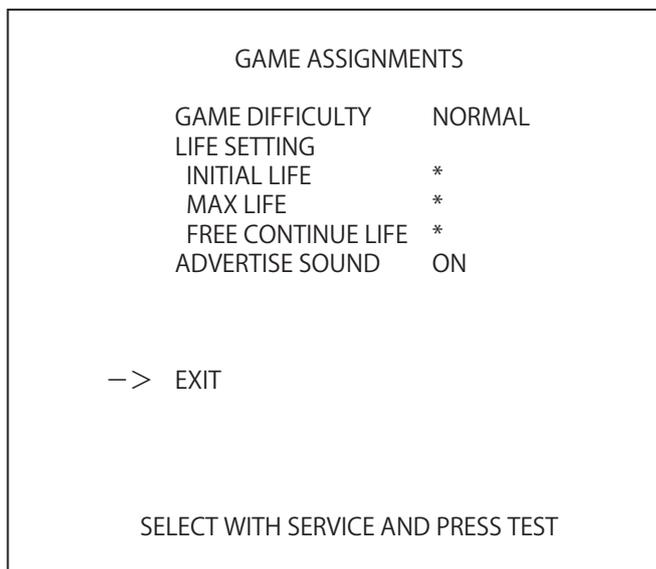 GAME ASSIGNMENTS
GAME DIFFICULTY NORMAL
LIFE SETTING
INITIAL LIFE *
MAX LIFE *
FREE CONTINUE LIFE *
ADVERTISE SOUND ON
—> EXIT
SELECT WITH SERVICE AND PRESS TEST